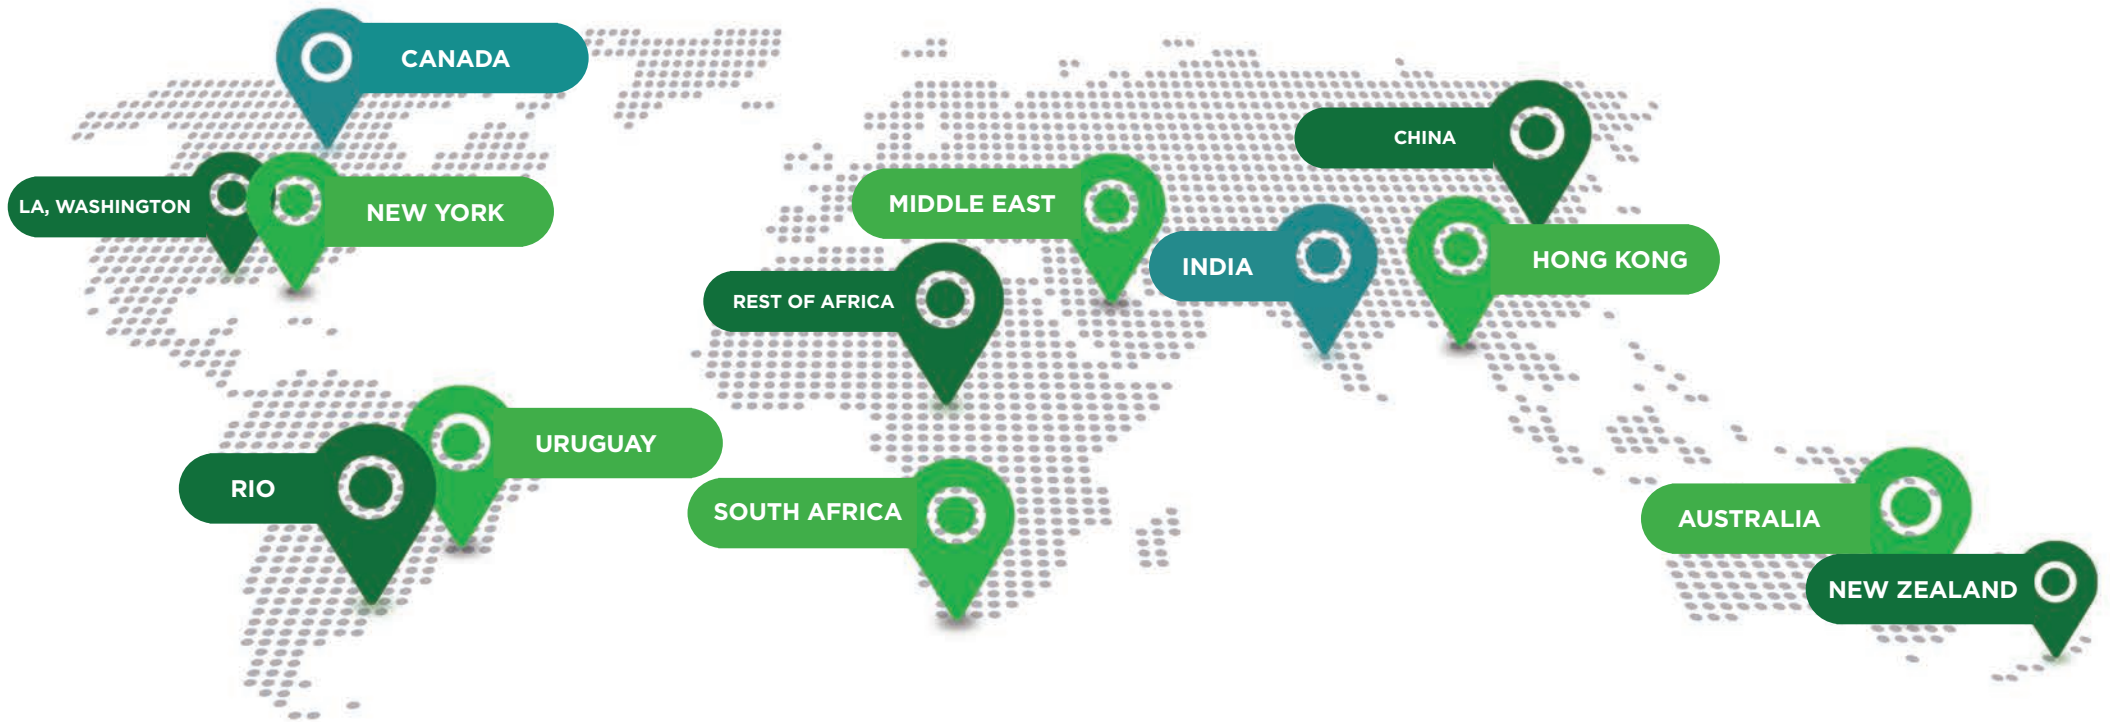 CANADA
CHINA
LA, WASHINGTON
NEW YORK
MIDDLE EAST
INDIA
HONG KONG
REST OF AFRICA
URUGUAY
RIO
SOUTH AFRICA
AUSTRALIA
NEW ZEALAND